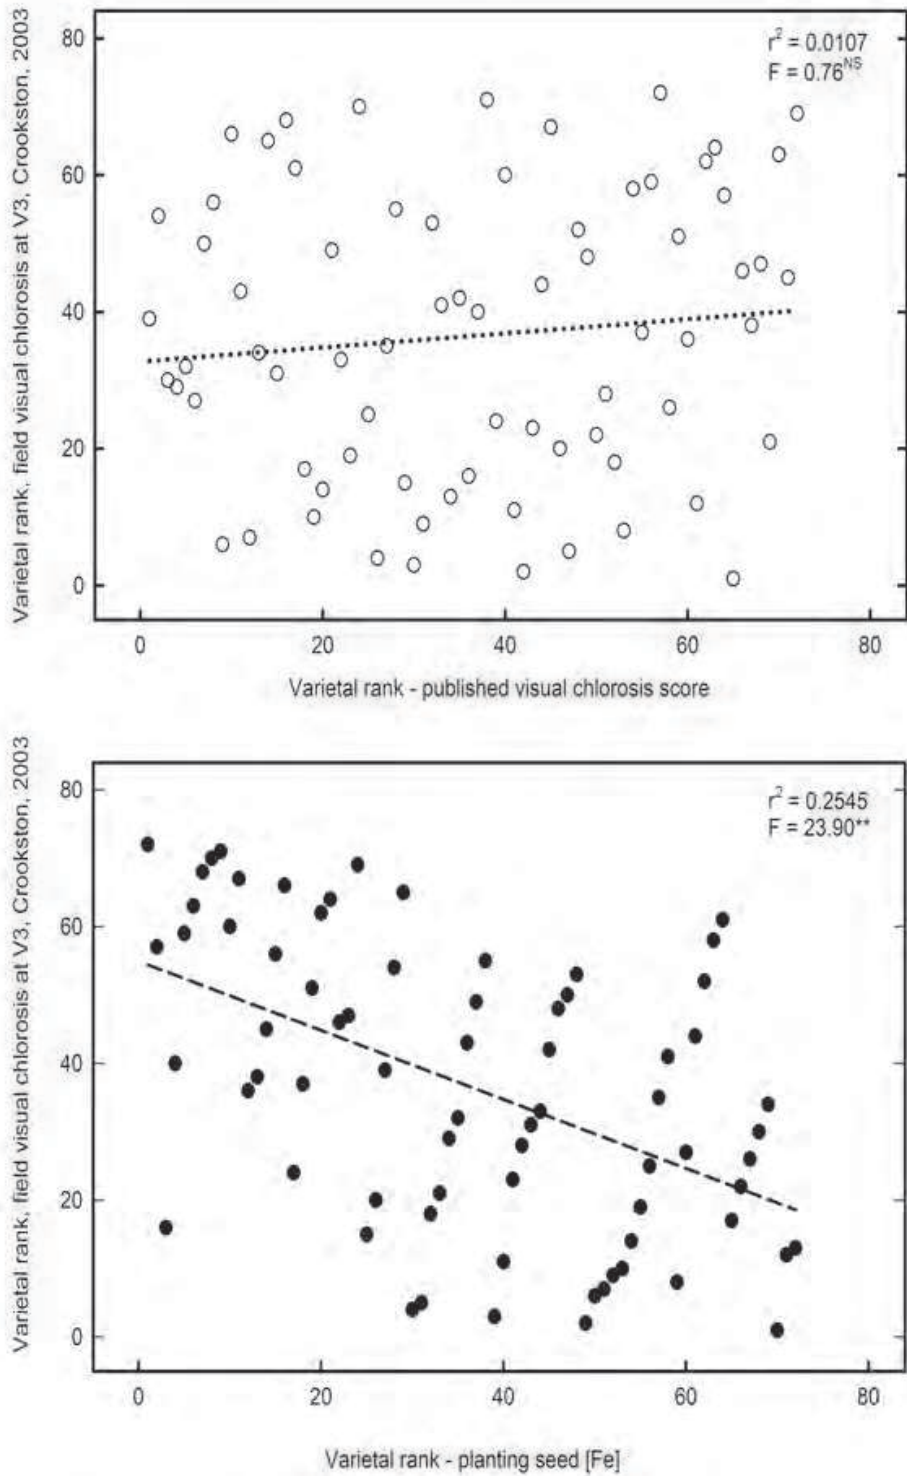 Varietal rank, field visual chlorosis at V3, Crookston, 2003
80
60
40
20
0
r² = 0.0107
F = 0.76^NS
0 20 40 60 80
Varietal rank - published visual chlorosis score
Varietal rank, field visual chlorosis at V3, Crookston, 2003
80
60
40
20
0
r² = 0.2545
F = 23.90**
0 20 40 60 80
Varietal rank - planting seed [Fe]